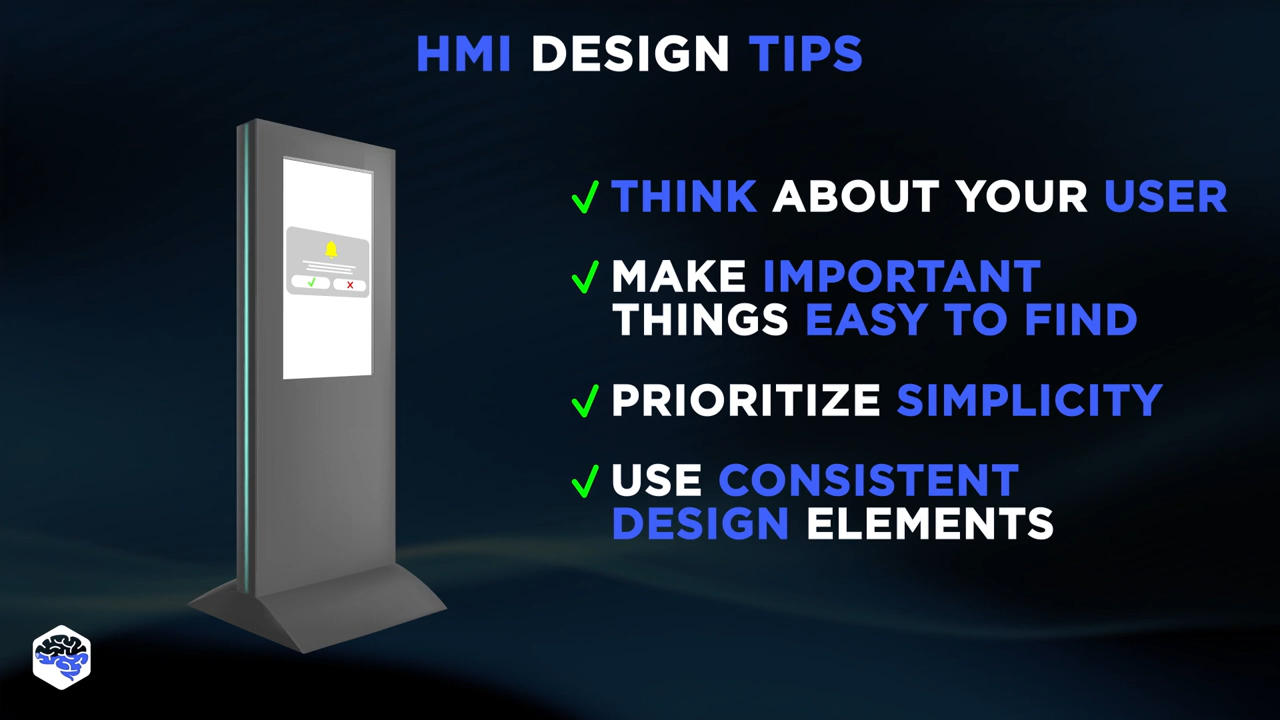 HMI DESIGN TIPS
THINK ABOUT YOUR USER
MAKE IMPORTANT
THINGS EASY TO FIND
PRIORITIZE SIMPLICITY
USE CONSISTENT
DESIGN ELEMENTS